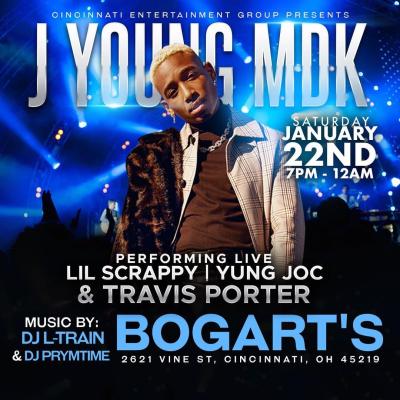 CINCINNATI ENTERTAINMENT GROUP PRESENTS
J YOUNG MDK
SATURDAY
JANUARY
22ND
7PM - 12AM
PERFORMING LIVE
LIL SCRAPPY | YUNG JOC
& TRAVIS PORTER
MUSIC BY:
DJ L-TRAIN
& DJ PRYMTIME
BOGART'S
2621 VINE ST, CINCINNATI, OH 45219